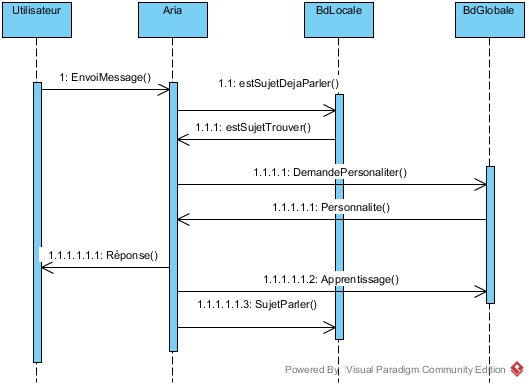 Utilisateur
Aria
BdLocale
BdGlobale
1: EnvoiMessage()
1.1: estSujetDejaParler()
1.1.1: estSujetTrouver()
1.1.1.1: DemandePersonaliter()
1.1.1.1.1: Personnalite()
1.1.1.1.1.1: Réponse()
1.1.1.1.1.2: Apprentissage()
1.1.1.1.1.3: SujetParler()
Powered By Visual Paradigm Community Edition